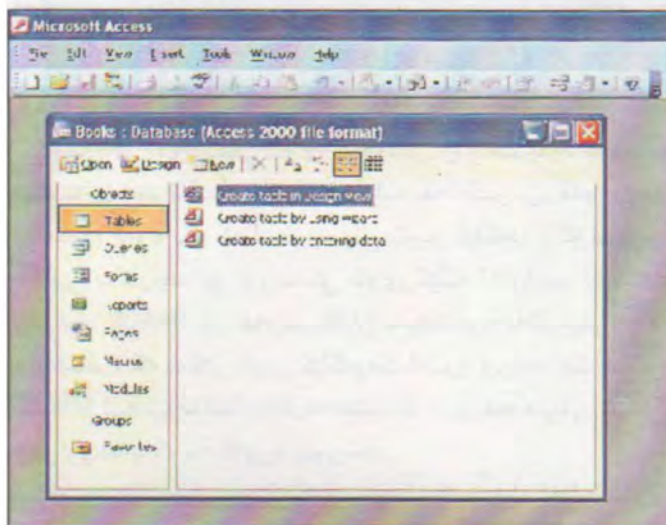 Microsoft Access
File Edit View Insert Tools Window Help
Books : Database (Access 2000 file format)
Open Design New
Objects
Tables
Queries
Forms
Reports
Pages
Macros
Modules
Groups
Favorites
Create table in Design view
Create table by using wizard
Create table by entering data